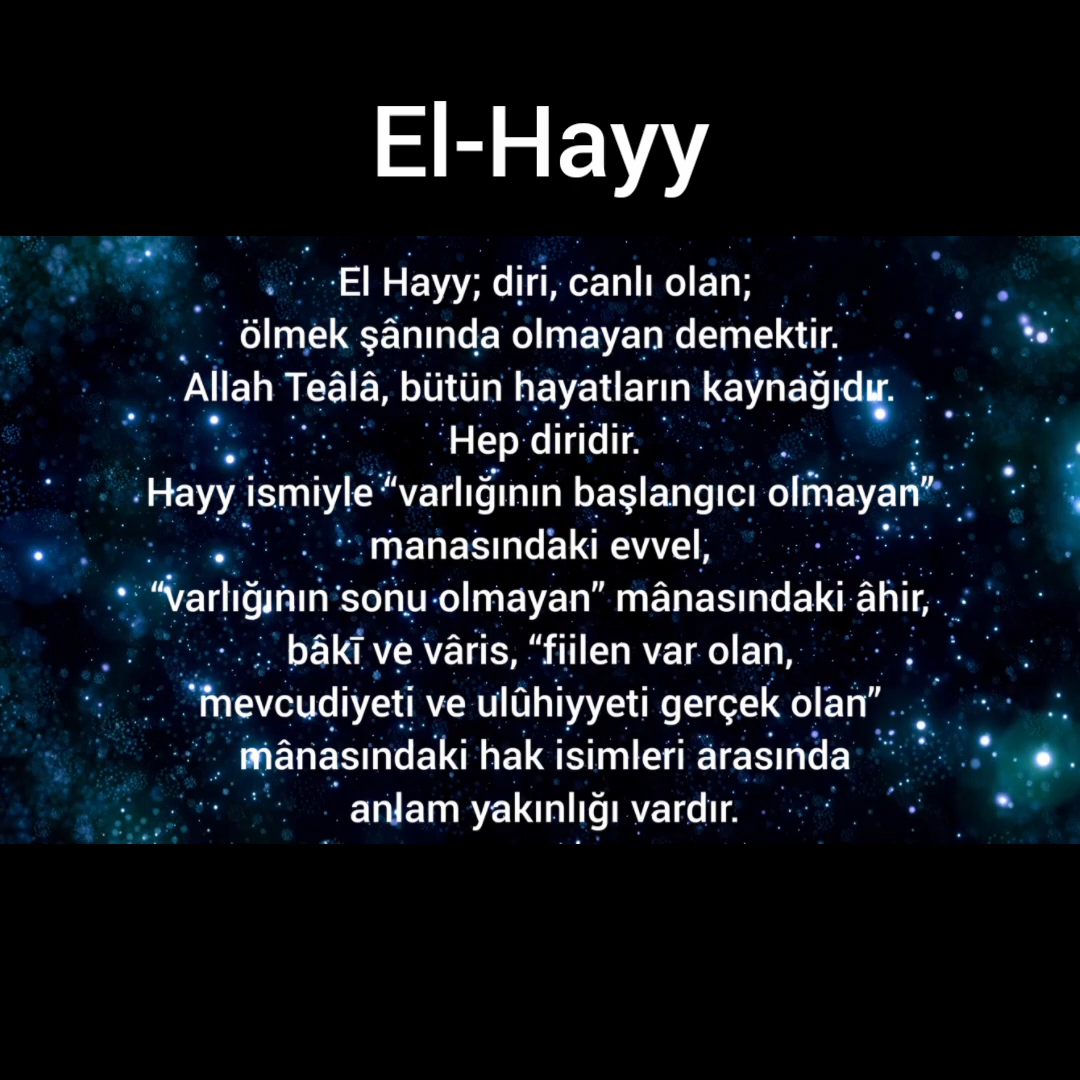 El-Hayy
El Hayy; diri, canlı olan;
ölmek şânında olmayan demektir.
Allah Teâlâ, bütün hayatların kaynağıdır.
Hep diridir.
Hayy ismiyle “varlığının başlangıcı olmayan”
manasındaki evvel,
“varlığının sonu olmayan” mânasındaki âhir,
bâkī ve vâris, “fiilen var olan,
mevcudiyeti ve ulûhiyyeti gerçek olan”
mânasındaki hak isimleri arasında
anlam yakınlığı vardır.